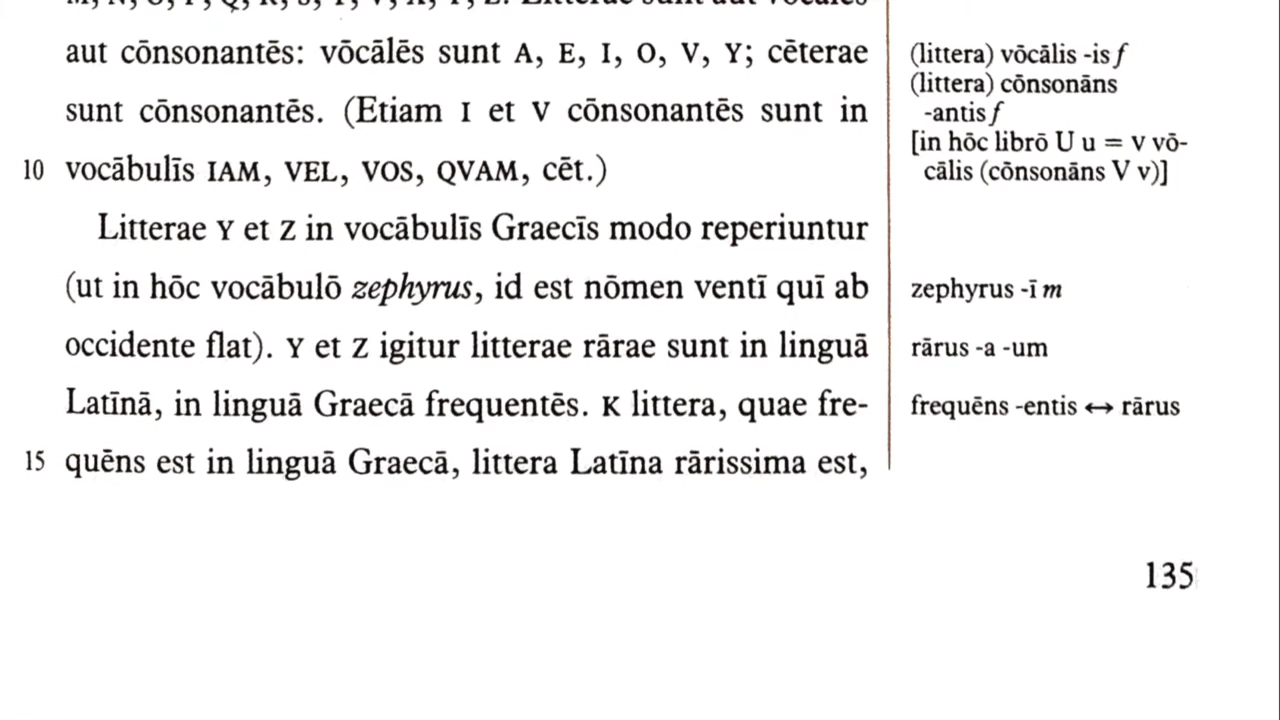 aut cōnsonantēs: vōcālēs sunt A, E, I, O, V, Y; cēterae
sunt cōnsonantēs. (Etiam I et V cōnsonantēs sunt in
10 vocābulīs IAM, VEL, VOS, QVAM, cēt.)
Litterae Y et Z in vocābulīs Graecīs modo reperiuntur
(ut in hōc vocābulō zephyrus, id est nōmen ventī quī ab
occidente flat). Y et Z igitur litterae rārae sunt in linguā
Latīnā, in linguā Graecā frequentēs. K littera, quae fre-
15 quēns est in linguā Graecā, littera Latīna rārissima est,
(littera) vōcālis -is f
(littera) cōnsonāns
-antis f
[in hōc librō U u = V vō-
cālis (cōnsonāns V v)]
zephyrus -ī m
rārus -a -um
frequēns -entis ↔ rārus
135